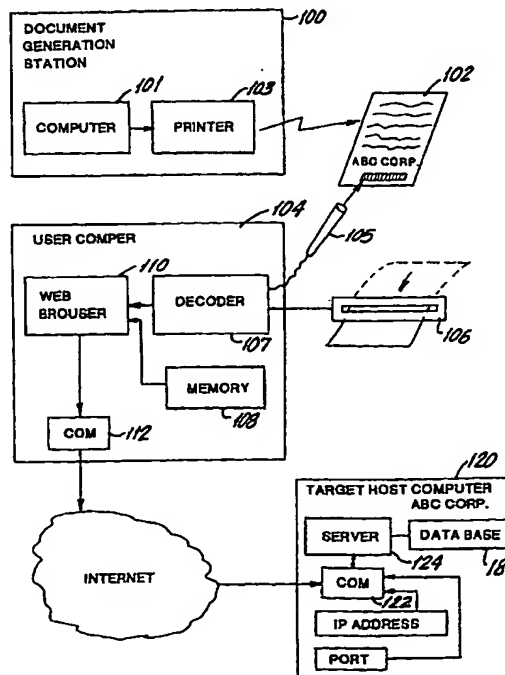 100
DOCUMENT
GENERATION
STATION
101
103
102
COMPUTER
PRINTER
ABC CORP.
104
USER COMPER
105
110
WEB
BROUSER
DECODER
107
106
MEMORY
108
COM
112
120
TARGET HOST COMPUTER
ABC CORP.
SERVER
DATA BASE
124
18
INTERNET
COM
122
IP ADDRESS
PORT